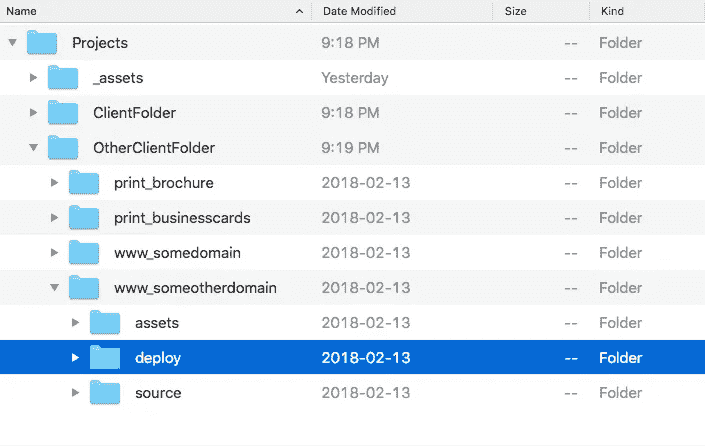 Name Date Modified Size Kind
Projects 9:18 PM -- Folder
_assets Yesterday -- Folder
ClientFolder 9:18 PM -- Folder
OtherClientFolder 9:19 PM -- Folder
print_brochure 2018-02-13 -- Folder
print_businesscards 2018-02-13 -- Folder
www_somedomain 2018-02-13 -- Folder
www_someotherdomain 2018-02-13 -- Folder
assets 2018-02-13 -- Folder
deploy 2018-02-13 -- Folder
source 2018-02-13 -- Folder